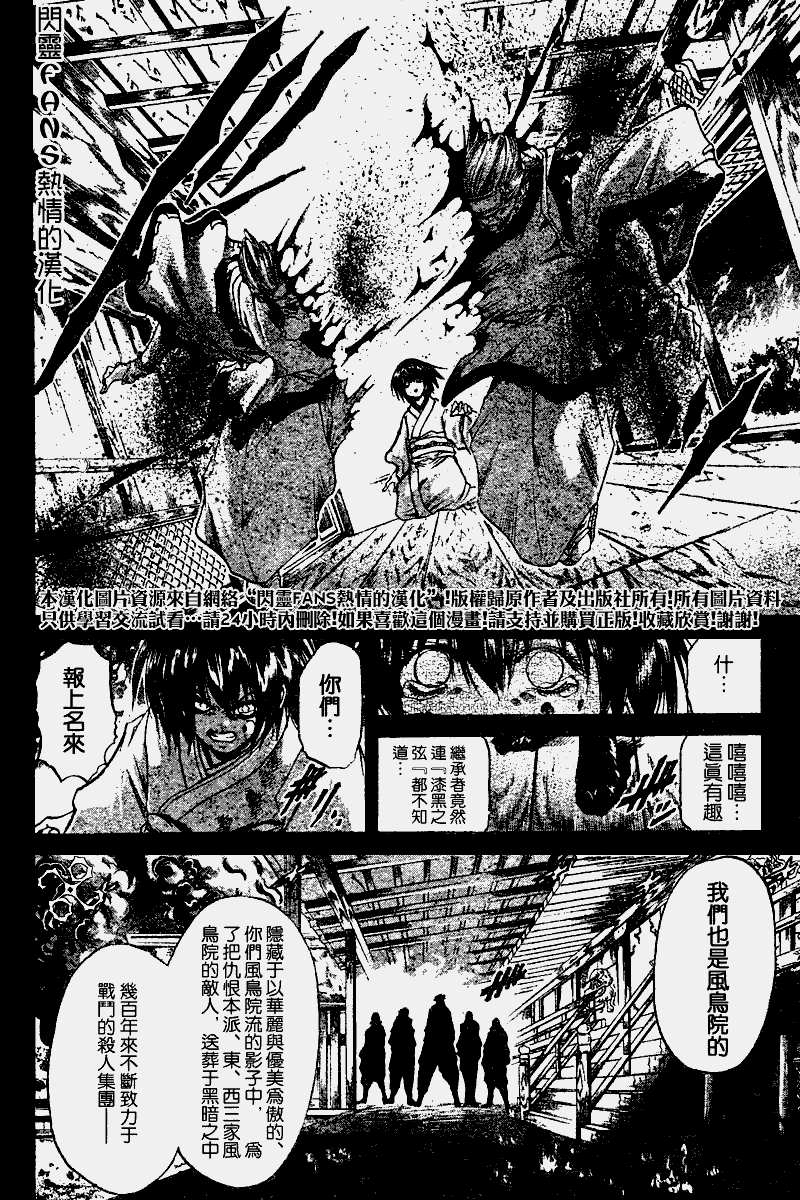 閃靈FANS熱情的漢化
本漢化圖片資源來自網絡，“閃靈FANS熱情的漢化”！版權歸原作者及出版社所有！所有圖片資料
只供學習交流試看…請24小時內刪除！如果喜歡這個漫畫！請支持並購買正版！收藏欣賞！謝謝！
什…
嘻嘻嘻…
這眞有趣
繼承者竟然
連『漆黑之
弦』都不知
道…
你們…
報上名來
我們也是風鳥院的
隱藏于以華麗與優美爲傲的、
你們風鳥院流的影子中，爲
了把仇恨本派、東、西三家風
鳥院的敵人，送葬于黑暗之中
幾百年來不斷致力于
戰鬥的殺人集團——